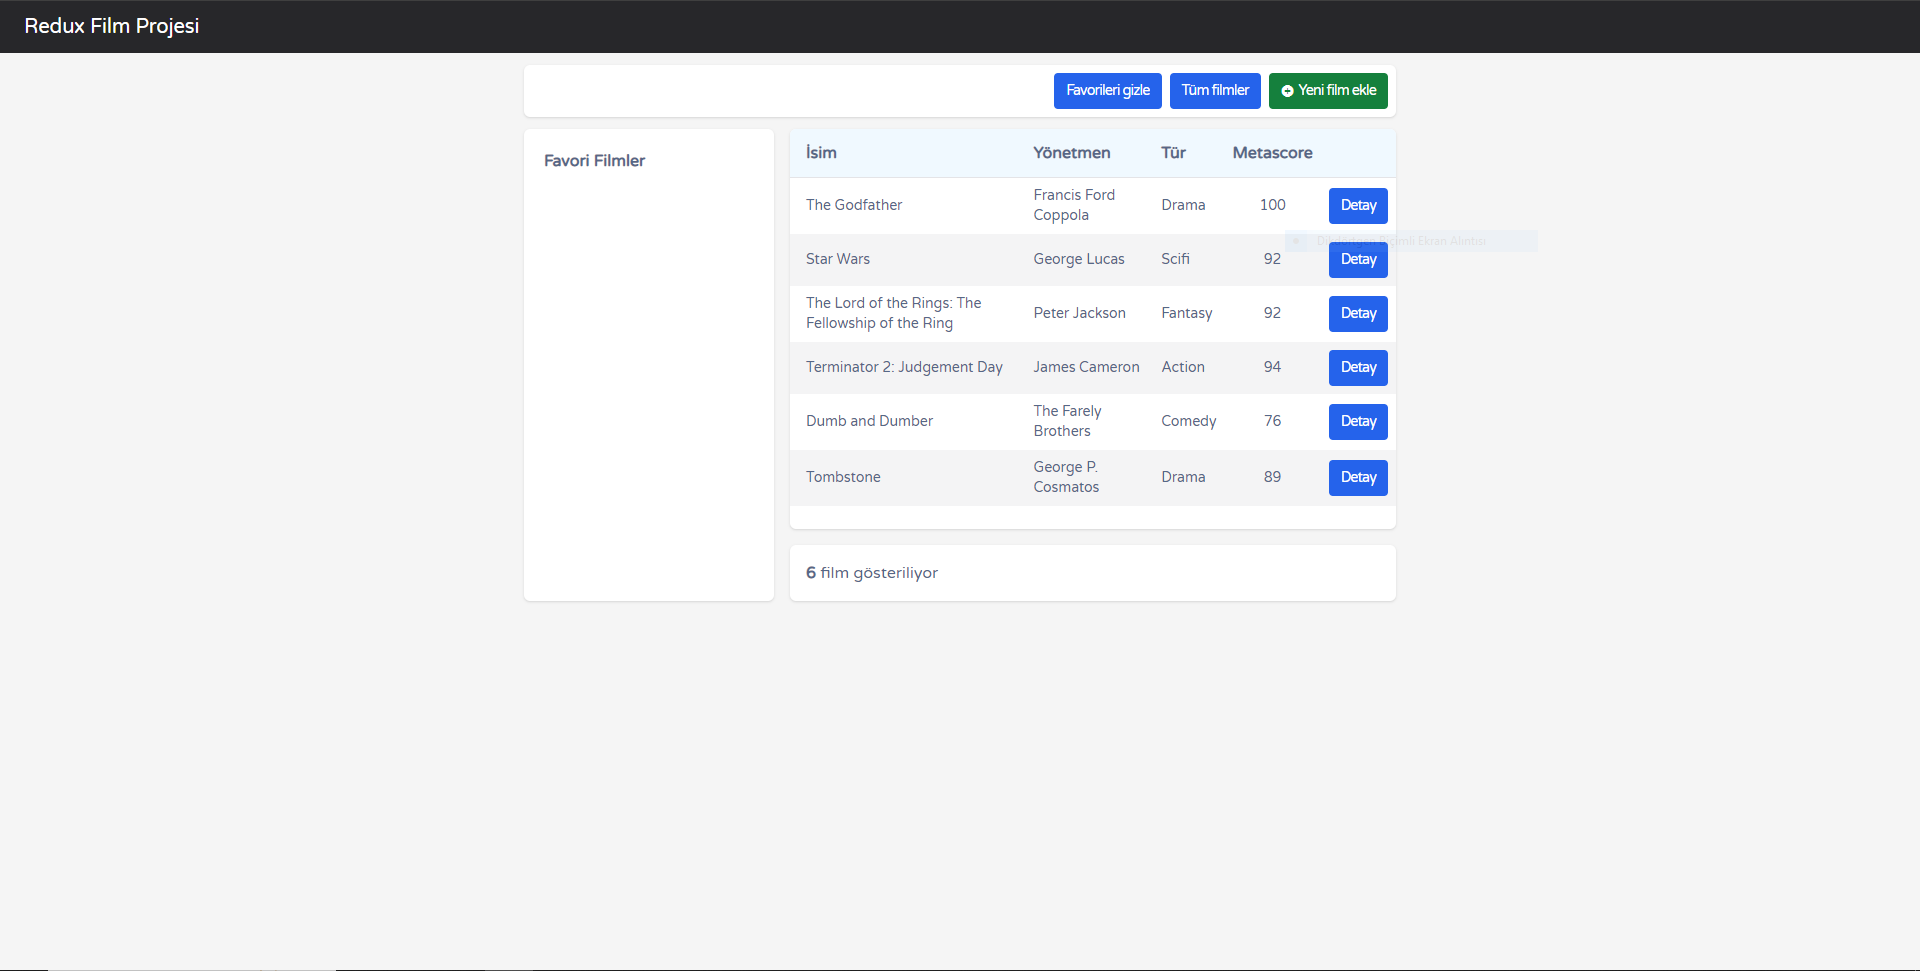 Redux Film Projesi
Favorileri gizle Tüm filmler Yeni film ekle
Favori Filmler
İsim Yönetmen Tür Metascore
The Godfather Francis Ford Coppola Drama 100 Detay
Star Wars George Lucas Scifi 92 Detay
The Lord of the Rings: The Fellowship of the Ring Peter Jackson Fantasy 92 Detay
Terminator 2: Judgement Day James Cameron Action 94 Detay
Dumb and Dumber The Farely Brothers Comedy 76 Detay
Tombstone George P. Cosmatos Drama 89 Detay
6 film gösteriliyor